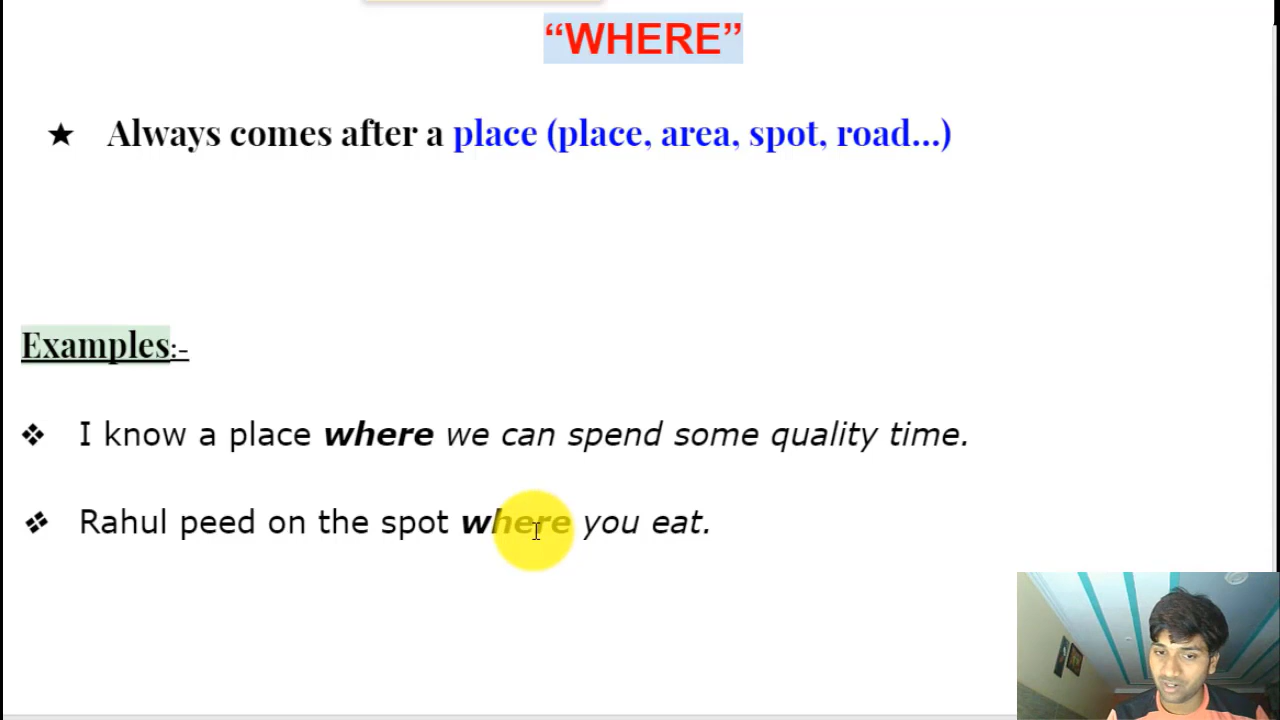 “WHERE”
★ Always comes after a place (place, area, spot, road...)
Examples:-
❖ I know a place where we can spend some quality time.
❖ Rahul peed on the spot where you eat.